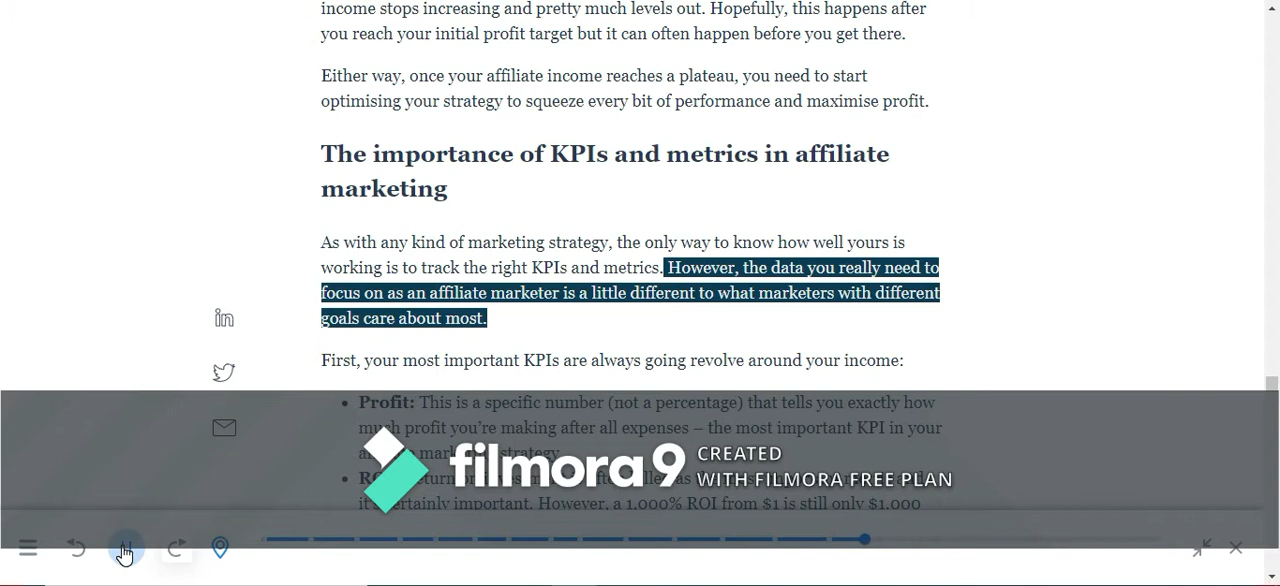 income stops increasing and pretty much levels out. Hopefully, this happens after
you reach your initial profit target but it can often happen before you get there.
Either way, once your affiliate income reaches a plateau, you need to start
optimising your strategy to squeeze every bit of performance and maximise profit.
The importance of KPIs and metrics in affiliate
marketing
As with any kind of marketing strategy, the only way to know how well yours is
working is to track the right KPIs and metrics. However, the data you really need to
focus on as an affiliate marketer is a little different to what marketers with different
goals care about most.
First, your most important KPIs are always going revolve around your income:
• Profit: This is a specific number (not a percentage) that tells you exactly how
much profit you're making after all expenses – the most important KPI in your
strategy
filmora9 CREATED
WITH FILMORA FREE PLAN
certainly important. However, a 1,000% ROI from $1 is still only $1,000